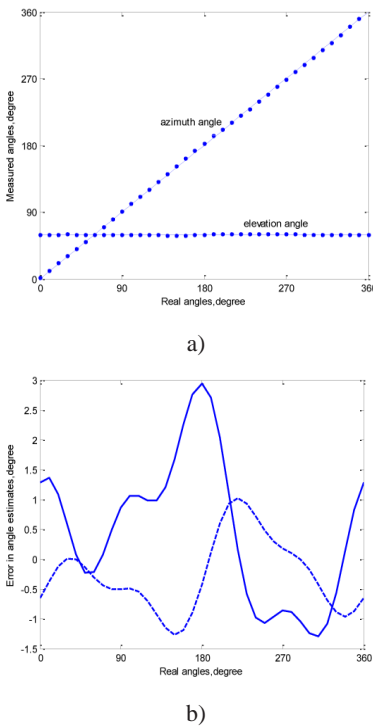 360
270
180
90
0
Measured angles,degree
azimuth angle
elevation angle
0 90 180 270 360
Real angles,degree
a)
3
2.5
2
1.5
1
0.5
0
-0.5
-1
-1.5
Error in angle estimates,degree
0 90 180 270 360
Real angles,degree
b)